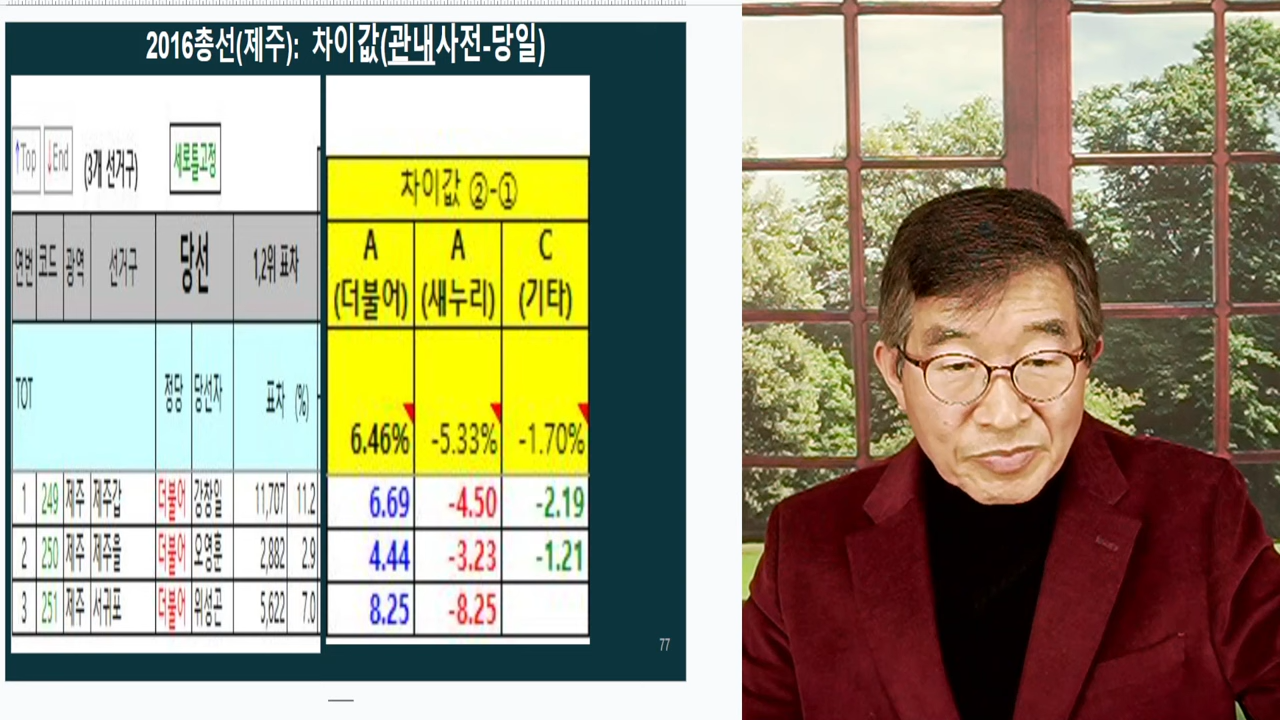 2016총선(제주): 차이값(관내사전-당일)
↑Top ↓End (3개 선거구) 세로틀고정
차이값 ②-①
연번 코드 광역 선거구 당선 1,2위 표차 A (더불어) A (새누리) C (기타)
TOT 정당 당선자 표차 (%) 6.46% -5.33% -1.70%
1 249 제주 제주갑 더불어 강창일 11,707 11.2 6.69 -4.50 -2.19
2 250 제주 제주을 더불어 오영훈 2,882 2.9 4.44 -3.23 -1.21
3 251 제주 서귀포 더불어 위성곤 5,622 7.0 8.25 -8.25
77